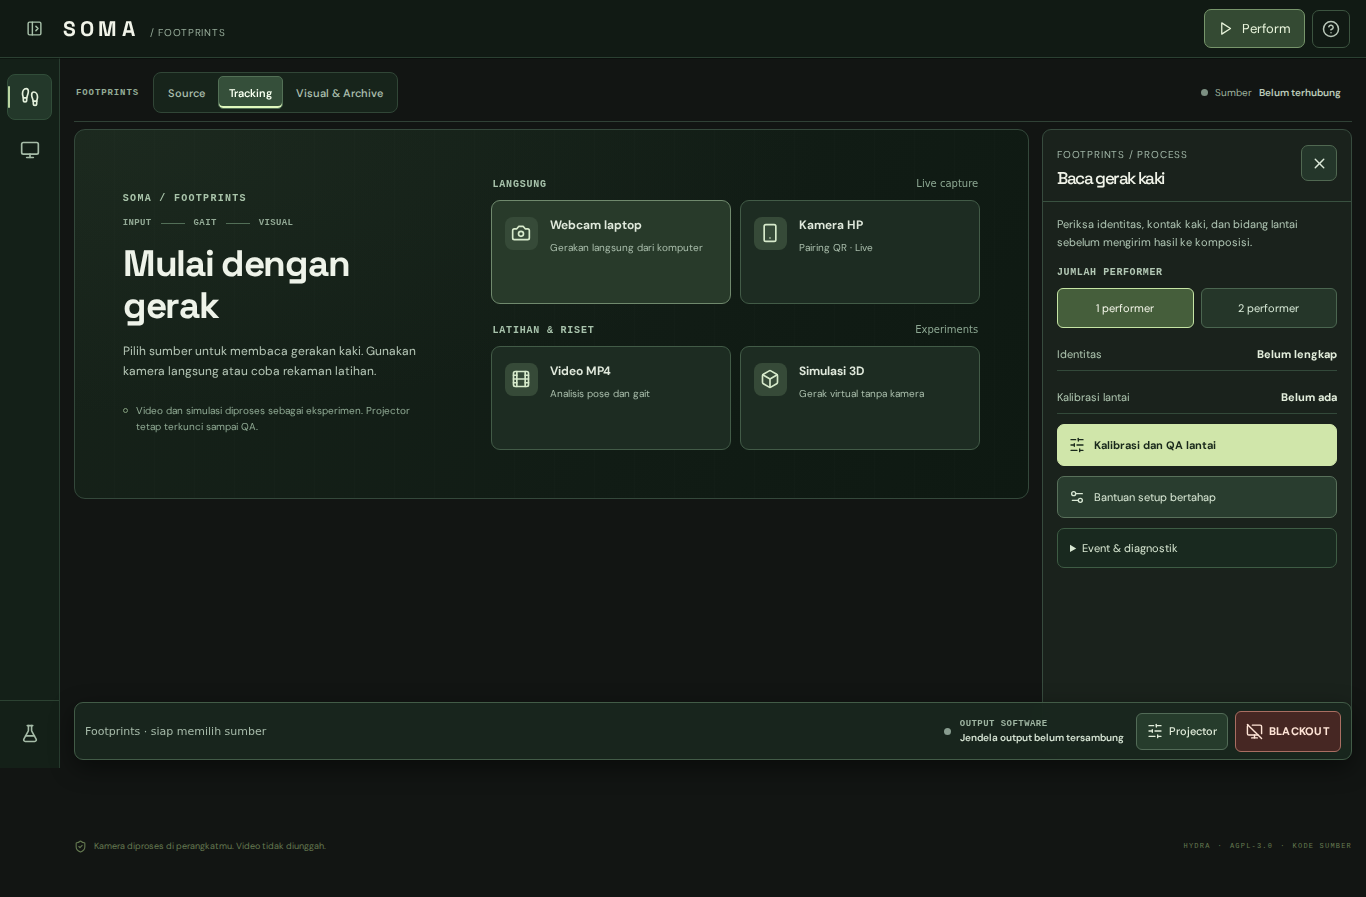 SOMA / FOOTPRINTS
Perform
FOOTPRINTS
Source Tracking Visual & Archive
Sumber Belum terhubung
SOMA / FOOTPRINTS
INPUT GAIT VISUAL
Mulai dengan
gerak
Pilih sumber untuk membaca gerakan kaki. Gunakan
kamera langsung atau coba rekaman latihan.
Video dan simulasi diproses sebagai eksperimen. Projector
tetap terkunci sampai QA.
LANGSUNG Live capture
Webcam laptop
Gerakan langsung dari komputer
Kamera HP
Pairing QR · Live
LATIHAN & RISET Experiments
Video MP4
Analisis pose dan gait
Simulasi 3D
Gerak virtual tanpa kamera
FOOTPRINTS / PROCESS
Baca gerak kaki
Periksa identitas, kontak kaki, dan bidang lantai
sebelum mengirim hasil ke komposisi.
JUMLAH PERFORMER
1 performer 2 performer
Identitas Belum lengkap
Kalibrasi lantai Belum ada
Kalibrasi dan QA lantai
Bantuan setup bertahap
Event & diagnostik
Footprints · siap memilih sumber
OUTPUT SOFTWARE
Jendela output belum tersambung
Projector
BLACKOUT
Kamera diproses di perangkatmu. Video tidak diunggah.
HYDRA · AGPL-3.0 · KODE SUMBER